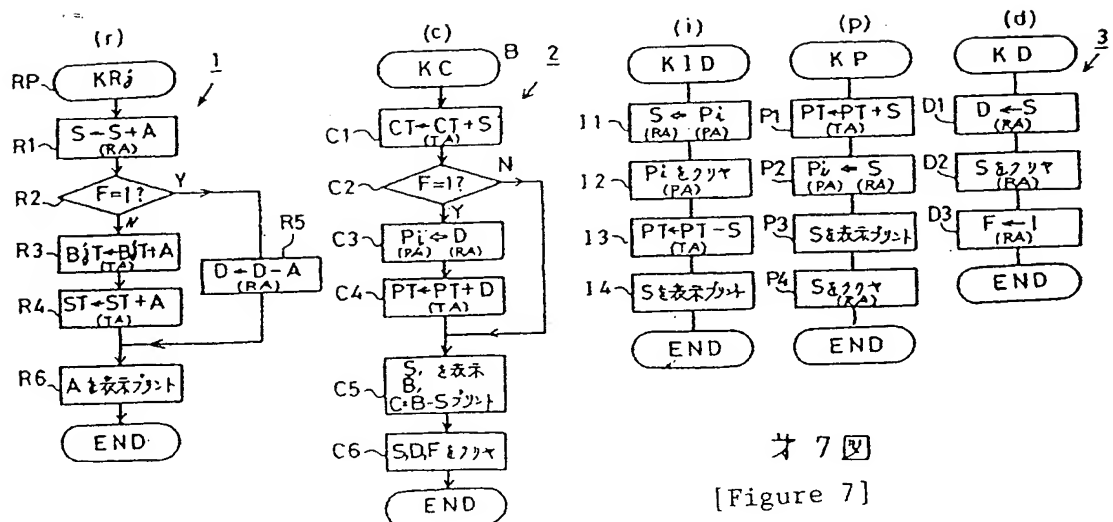 (r)
1
RP
KRj
R1
S←S+A
(RA)
R2
F=1?
Y
N
R3
BjT←BjT+A
(TA)
R5
D←D-A
(RA)
R4
ST←ST+A
(TA)
R6
Aを表示プリント
END
(c)
B
2
KC
C1
CT←CT+S
(TA)
C2
F=1?
N
Y
C3
Pi⇐D
(PA) (RA)
C4
PT←PT+D
(TA)
C5
S, を表示
B,
C=B-Sプリント
C6
S,D,Fをクリヤ
END
(i)
KID
I1
S⇐Pi
(RA) (PA)
I2
Piをクリヤ
(PA)
I3
PT←PT-S
(TA)
I4
Sを表示プリント
END
(p)
KP
P1
PT←PT+S
(TA)
P2
Pi⇐S
(PA) (RA)
P3
Sを表示プリント
P4
Sをクリヤ
(RA)
END
(d)
3
KD
D1
D←S
(RA)
D2
Sをクリヤ
(RA)
D3
F←1
(RA)
END
才7図
[Figure 7]